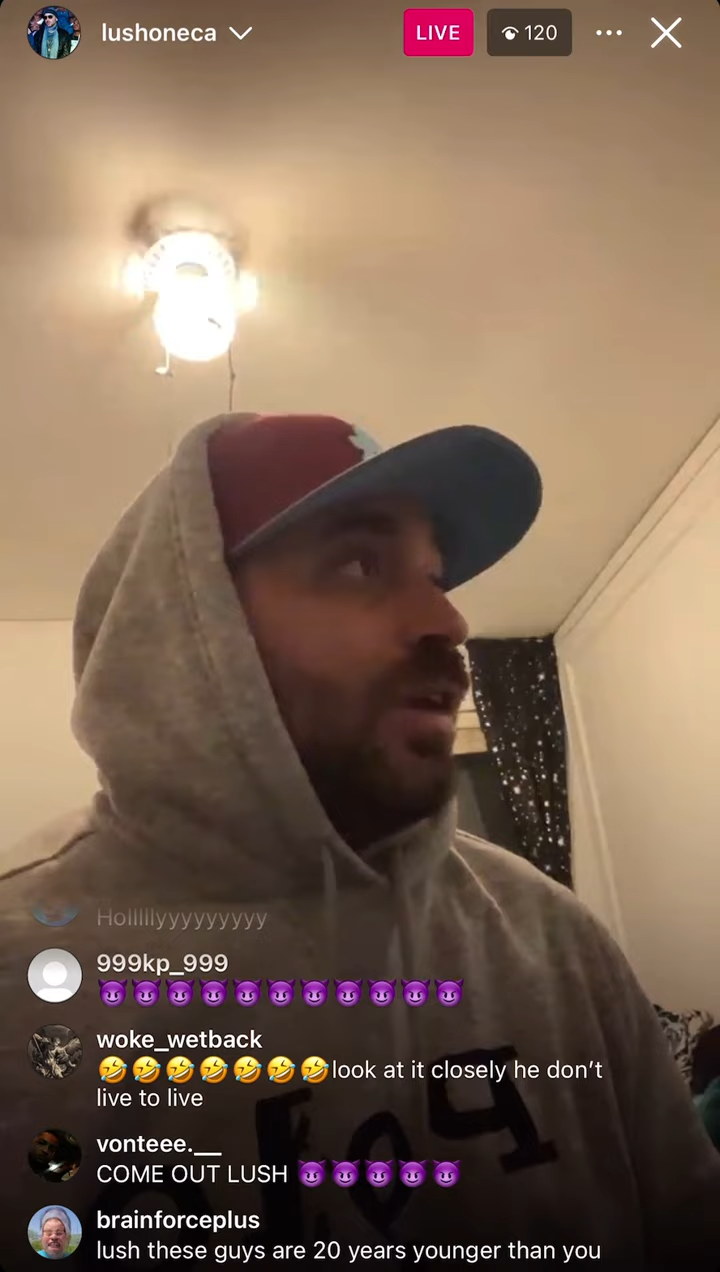 lushoneca
LIVE
120
Holllllyyyyyyyyy
999kp_999
😈😈😈😈😈😈😈😈😈😈😈
woke_wetback
🤣🤣🤣🤣🤣🤣🤣look at it closely he don’t
live to live
vonteee.__
COME OUT LUSH 😈😈😈😈😈
brainforceplus
lush these guys are 20 years younger than you